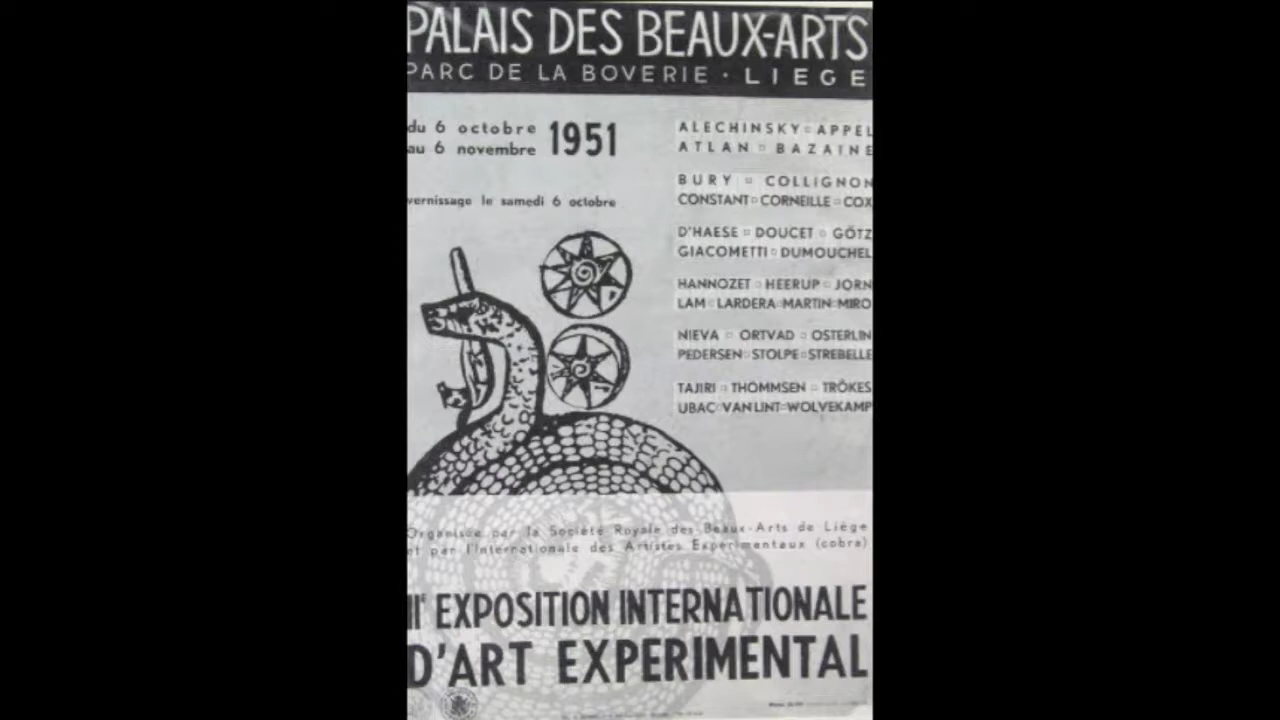 PALAIS DES BEAUX-ARTS
PARC DE LA BOVERIE · LIEGE
du 6 octobre
au 6 novembre 1951
vernissage le samedi 6 octobre
ALECHINSKY ▫ APPEL
ATLAN ▫ BAZAINE
BURY ▫ COLLIGNON
CONSTANT ▫ CORNEILLE ▫ COX
D'HAESE ▫ DOUCET ▫ GÖTZ
GIACOMETTI ▫ DUMOUCHEL
HANNOZET ▫ HEERUP ▫ JORN
LAM ▫ LARDERA ▫ MARTIN ▫ MIRO
NIEVA ▫ ORTVAD ▫ OSTERLIN
PEDERSEN ▫ STOLPE ▫ STREBELLE
TAJIRI ▫ THOMMSEN ▫ TRÔKES
UBAC ▫ VAN LINT ▫ WOLVEKAMP
Organisée par la Société Royale des Beaux-Arts de Liège
et par l'Internationale des Artistes Expérimentaux (cobra)
IIe EXPOSITION INTERNATIONALE
D'ART EXPERIMENTAL